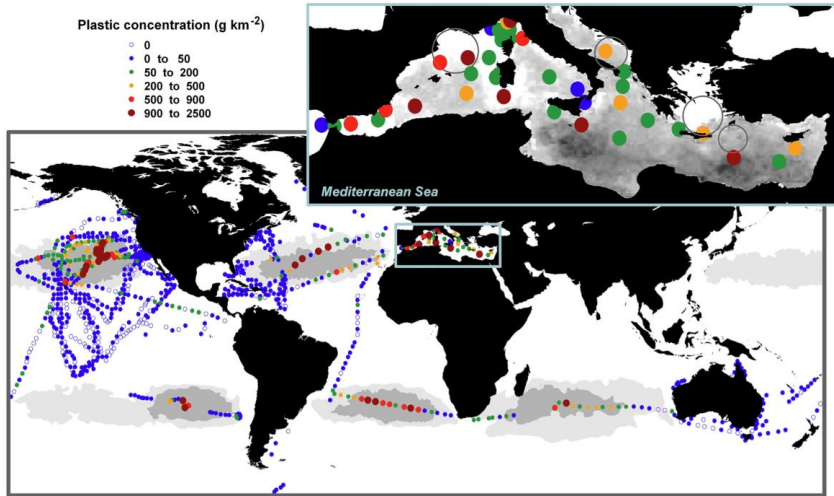 Plastic concentration (g km-2)
0
0 to 50
50 to 200
200 to 500
500 to 900
900 to 2500
Mediterranean Sea